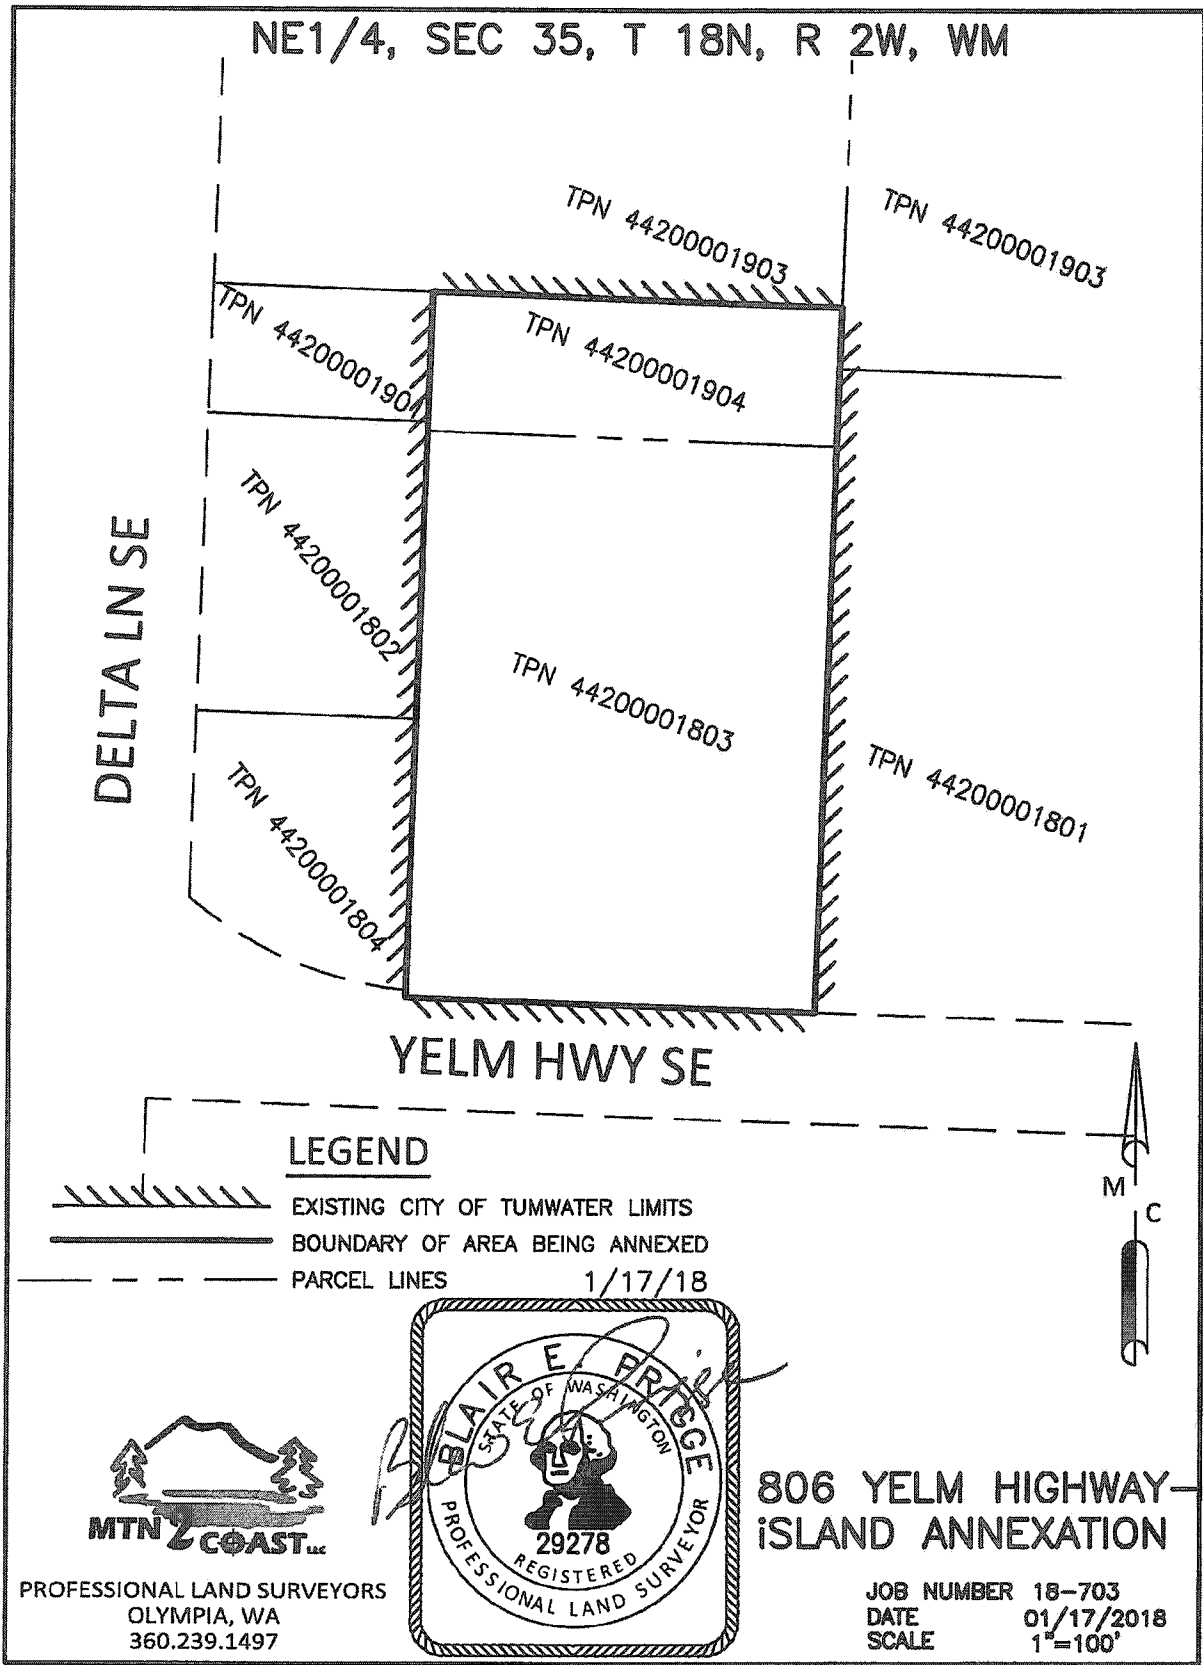 NE1/4, SEC 35, T 18N, R 2W, WM
TPN 44200001903
TPN 44200001903
TPN 44200001901
TPN 44200001904
TPN 44200001802
DELTA LN SE
TPN 44200001803
TPN 44200001801
TPN 44200001804
YELM HWY SE
LEGEND
EXISTING CITY OF TUMWATER LIMITS
BOUNDARY OF AREA BEING ANNEXED
PARCEL LINES
M
C
1/17/18
BLAIR E. PRIGGE
STATE OF WASHINGTON
29278
REGISTERED
PROFESSIONAL LAND SURVEYOR
MTN 2 COAST LLC
PROFESSIONAL LAND SURVEYORS
OLYMPIA, WA
360.239.1497
806 YELM HIGHWAY-
iSLAND ANNEXATION
JOB NUMBER 18-703
DATE 01/17/2018
SCALE 1"=100'